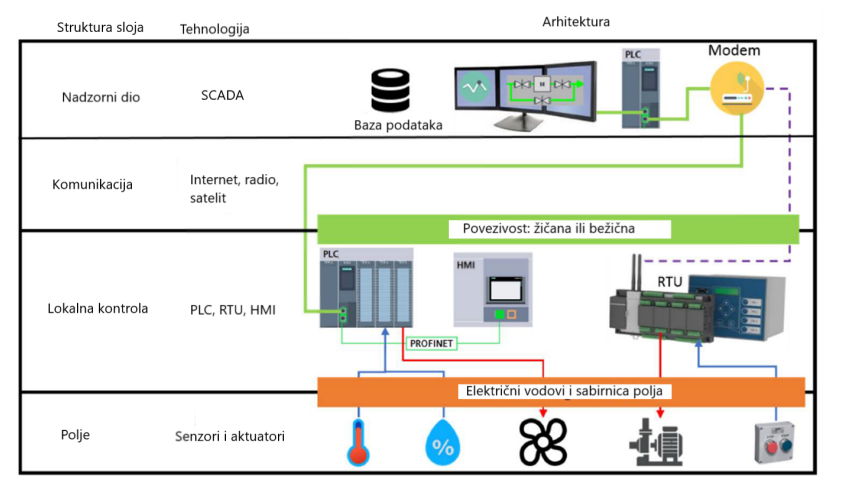 Struktura sloja
Tehnologija
Arhitektura
Nadzorni dio
SCADA
Baza podataka
PLC
Modem
Komunikacija
Internet, radio,
satelit
Povezivost: žičana ili bežična
Lokalna kontrola
PLC, RTU, HMI
PLC
HMI
RTU
PROFINET
Električni vodovi i sabirnica polja
Polje
Senzori i aktuatori
%